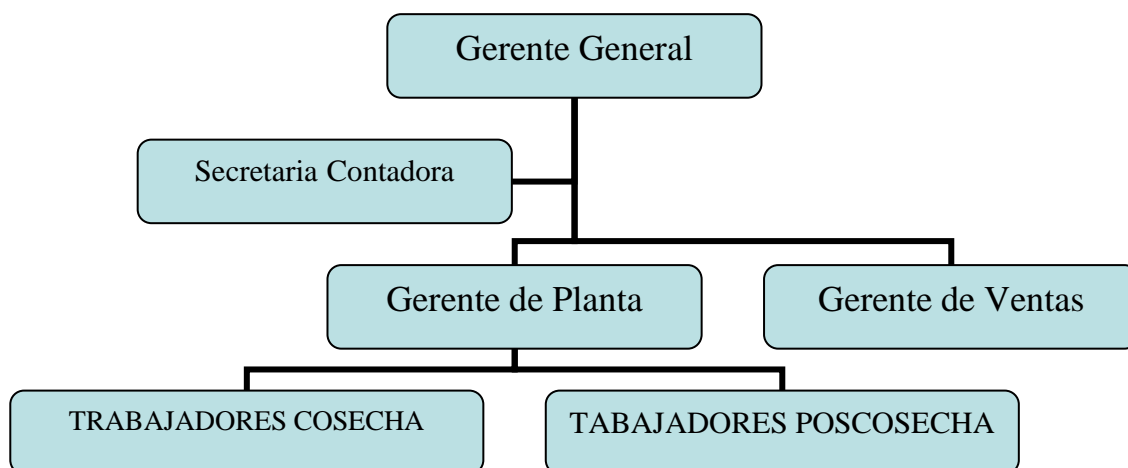 Gerente General
Secretaria Contadora
Gerente de Planta
Gerente de Ventas
TRABAJADORES COSECHA
TABAJADORES POSCOSECHA